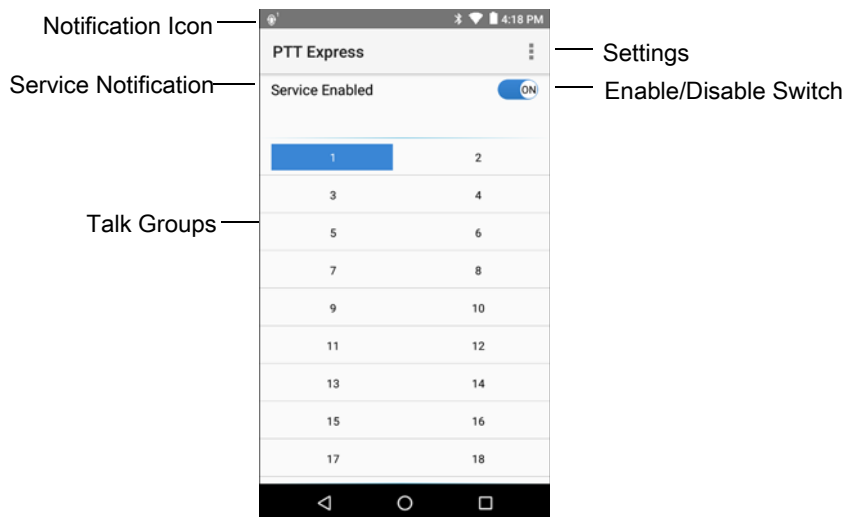 Notification Icon
1
4:18 PM
PTT Express
Settings
Service Notification
Service Enabled
ON
Enable/Disable Switch
1 2
3 4
Talk Groups
5 6
7 8
9 10
11 12
13 14
15 16
17 18